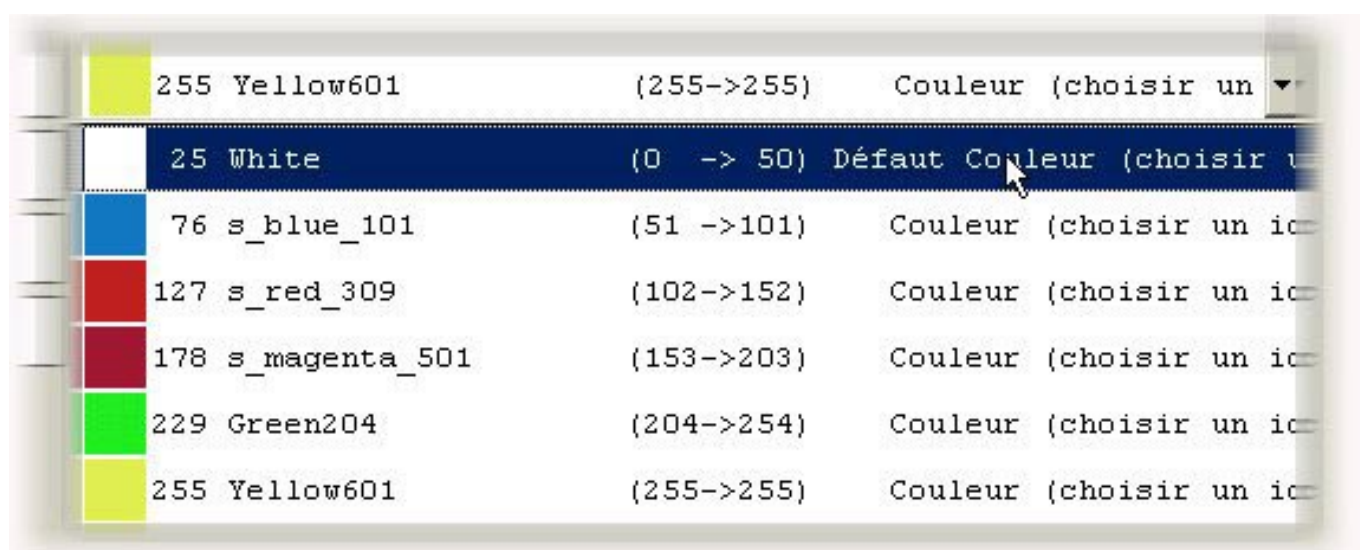 255 Yellow601 (255->255) Couleur (choisir un
25 White (0 -> 50) Défaut Couleur (choisir
76 s_blue_101 (51 ->101) Couleur (choisir un
127 s_red_309 (102->152) Couleur (choisir un
178 s_magenta_501 (153->203) Couleur (choisir un
229 Green204 (204->254) Couleur (choisir un
255 Yellow601 (255->255) Couleur (choisir un